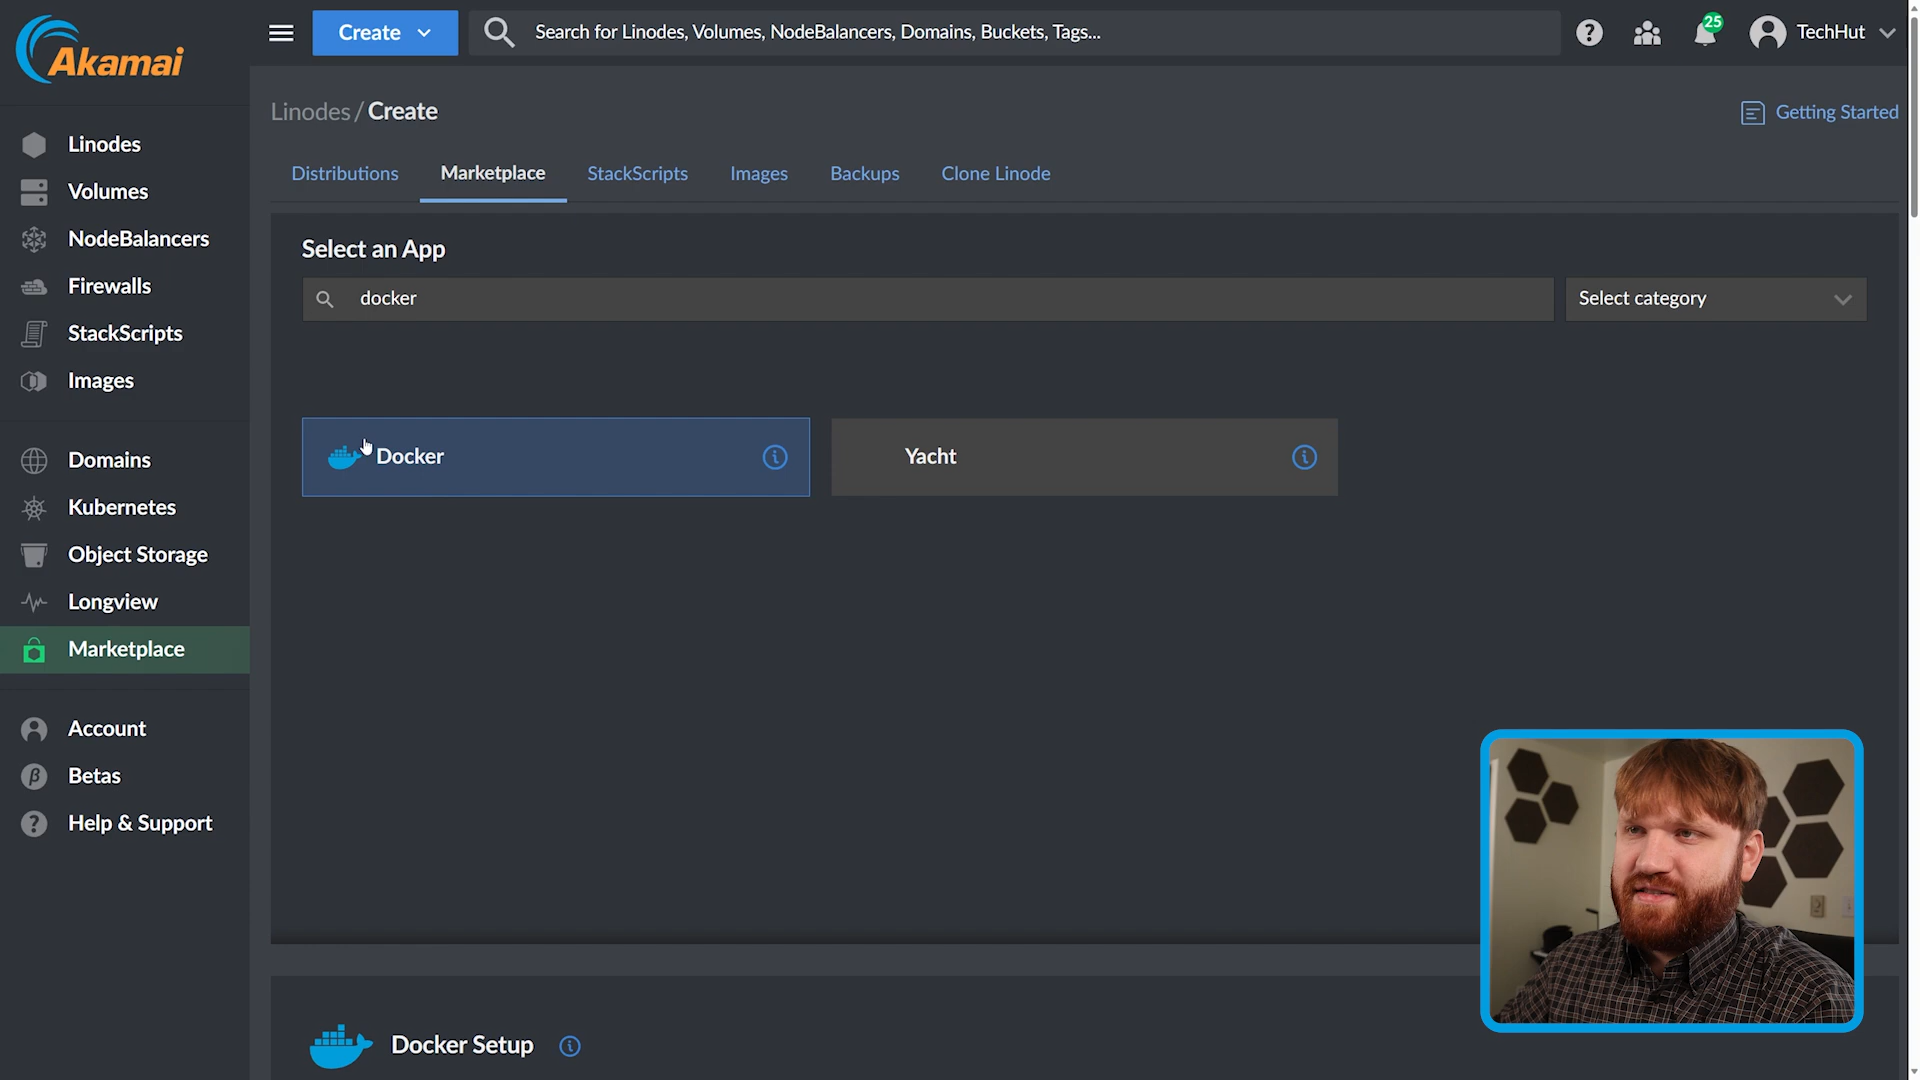 Akamai
Create
Search for Linodes, Volumes, NodeBalancers, Domains, Buckets, Tags...
25
TechHut
Linodes / Create
Getting Started
Linodes
Volumes
NodeBalancers
Firewalls
StackScripts
Images
Domains
Kubernetes
Object Storage
Longview
Marketplace
Account
Betas
Help & Support
Distributions
Marketplace
StackScripts
Images
Backups
Clone Linode
Select an App
docker
Select category
Docker
Yacht
Docker Setup